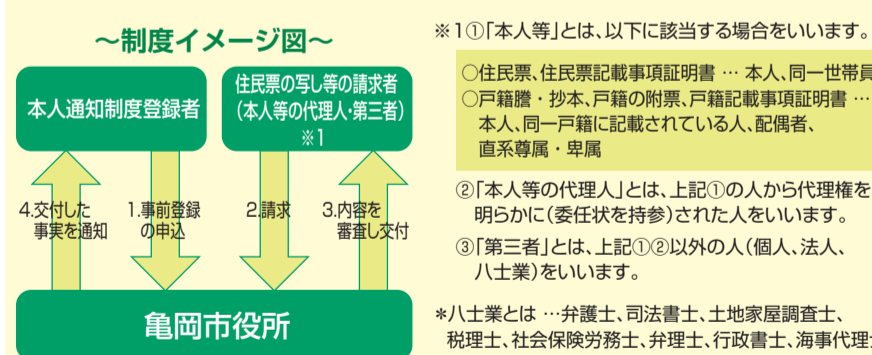 ～制度イメージ図～
本人通知制度登録者
住民票の写し等の請求者
（本人等の代理人・第三者）
※1
4.交付した
事実を通知
1.事前登録
の申込
2.請求
3.内容を
審査し交付
亀岡市役所
※1①「本人等」とは、以下に該当する場合をいいます。
○住民票、住民票記載事項証明書 … 本人、同一世帯員
○戸籍謄・抄本、戸籍の附票、戸籍記載事項証明書 …
本人、同一戸籍に記載されている人、配偶者、
直系尊属・卑属
②「本人等の代理人」とは、上記①の人から代理権を
明らかに（委任状を持参）された人をいいます。
③「第三者」とは、上記①②以外の人（個人、法人、
八士業）をいいます。
*八士業とは …弁護士、司法書士、土地家屋調査士、
税理士、社会保険労務士、弁理士、行政書士、海事代理士